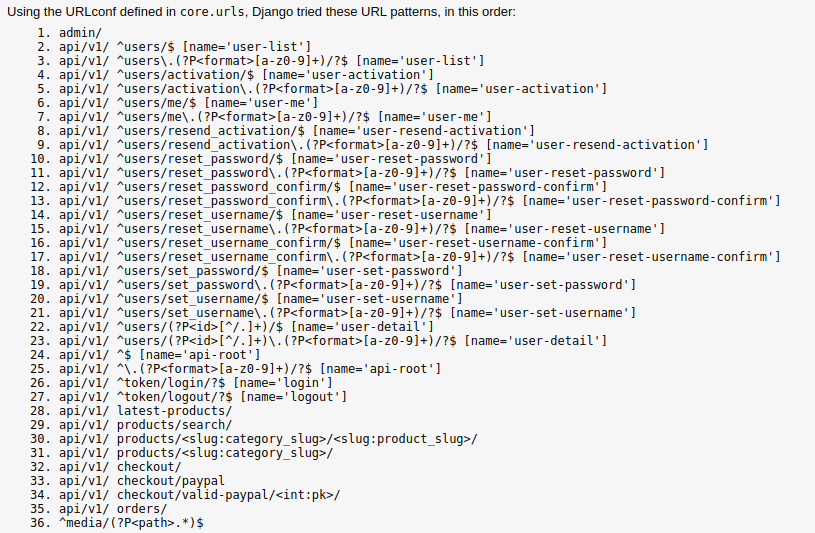 Using the URLconf defined in core.urls, Django tried these URL patterns, in this order:
1. admin/
2. api/v1/ ^users/$ [name='user-list']
3. api/v1/ ^users\.(?P<format>[a-z0-9]+)/?$ [name='user-list']
4. api/v1/ ^users/activation/$ [name='user-activation']
5. api/v1/ ^users/activation\.(?P<format>[a-z0-9]+)/?$ [name='user-activation']
6. api/v1/ ^users/me/$ [name='user-me']
7. api/v1/ ^users/me\.(?P<format>[a-z0-9]+)/?$ [name='user-me']
8. api/v1/ ^users/resend_activation/$ [name='user-resend-activation']
9. api/v1/ ^users/resend_activation\.(?P<format>[a-z0-9]+)/?$ [name='user-resend-activation']
10. api/v1/ ^users/reset_password/$ [name='user-reset-password']
11. api/v1/ ^users/reset_password\.(?P<format>[a-z0-9]+)/?$ [name='user-reset-password']
12. api/v1/ ^users/reset_password_confirm/$ [name='user-reset-password-confirm']
13. api/v1/ ^users/reset_password_confirm\.(?P<format>[a-z0-9]+)/?$ [name='user-reset-password-confirm']
14. api/v1/ ^users/reset_username/$ [name='user-reset-username']
15. api/v1/ ^users/reset_username\.(?P<format>[a-z0-9]+)/?$ [name='user-reset-username']
16. api/v1/ ^users/reset_username_confirm/$ [name='user-reset-username-confirm']
17. api/v1/ ^users/reset_username_confirm\.(?P<format>[a-z0-9]+)/?$ [name='user-reset-username-confirm']
18. api/v1/ ^users/set_password/$ [name='user-set-password']
19. api/v1/ ^users/set_password\.(?P<format>[a-z0-9]+)/?$ [name='user-set-password']
20. api/v1/ ^users/set_username/$ [name='user-set-username']
21. api/v1/ ^users/set_username\.(?P<format>[a-z0-9]+)/?$ [name='user-set-username']
22. api/v1/ ^users/(?P<id>[^/.]+)/$ [name='user-detail']
23. api/v1/ ^users/(?P<id>[^/.]+)\.(?P<format>[a-z0-9]+)/?$ [name='user-detail']
24. api/v1/ ^$ [name='api-root']
25. api/v1/ ^\.(?P<format>[a-z0-9]+)/?$ [name='api-root']
26. api/v1/ ^token/login/?$ [name='login']
27. api/v1/ ^token/logout/?$ [name='logout']
28. api/v1/ latest-products/
29. api/v1/ products/search/
30. api/v1/ products/<slug:category_slug>/<slug:product_slug>/
31. api/v1/ products/<slug:category_slug>/
32. api/v1/ checkout/
33. api/v1/ checkout/paypal
34. api/v1/ checkout/valid-paypal/<int:pk>/
35. api/v1/ orders/
36. ^media/(?P<path>.*)$